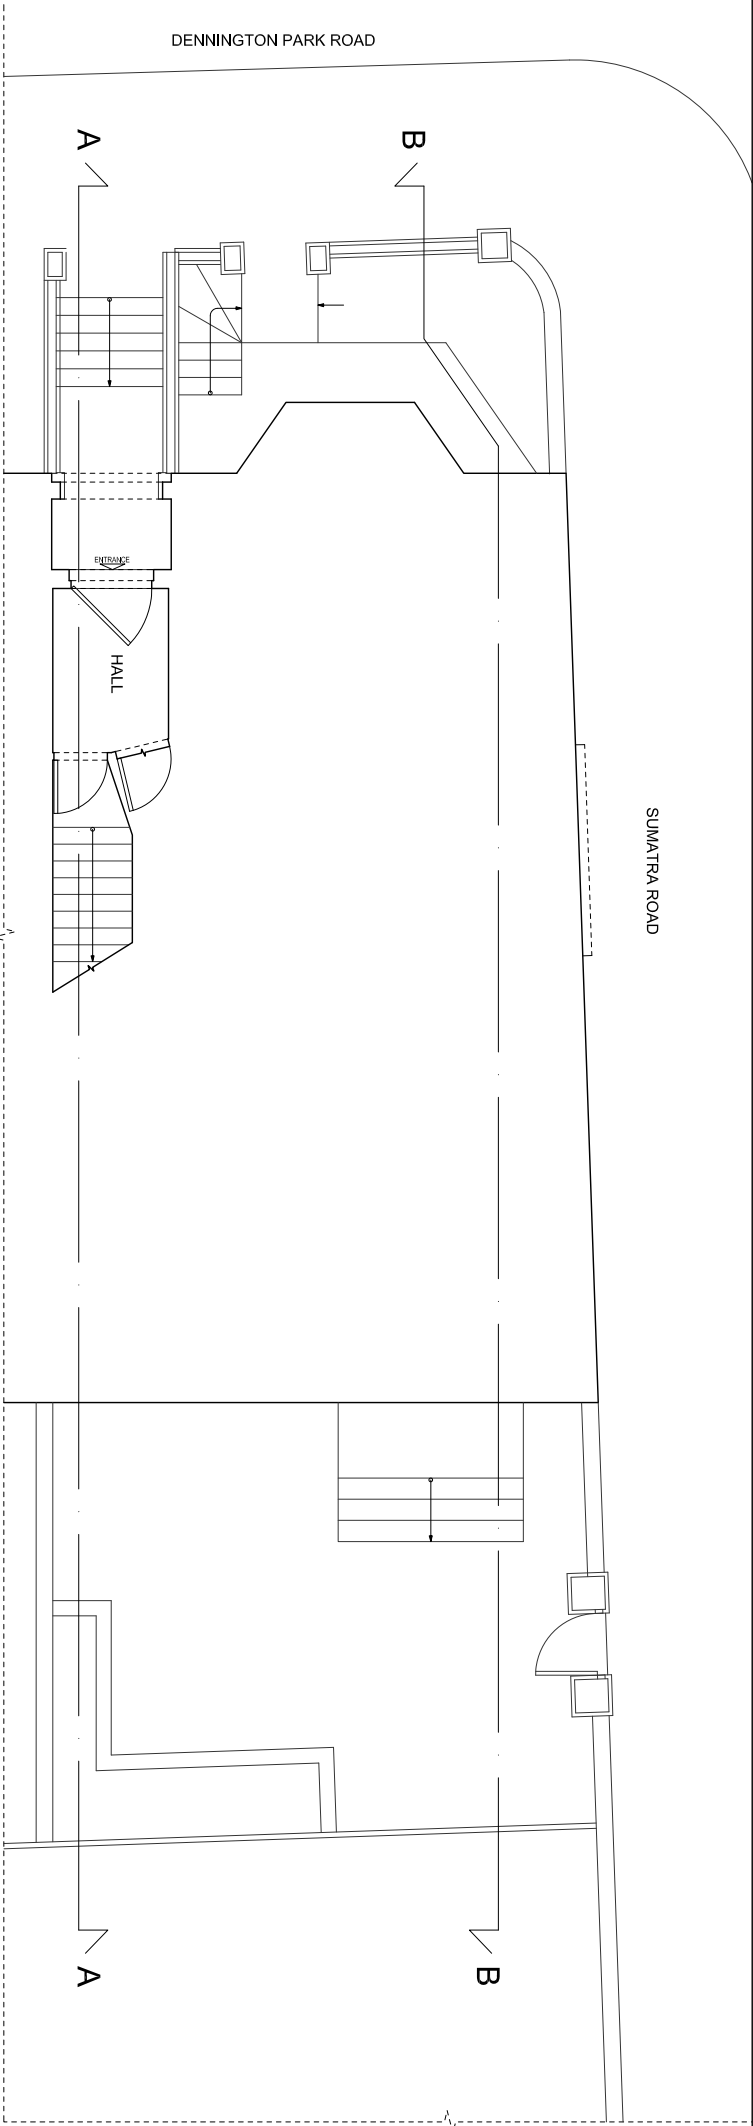 DENNINGTON PARK ROAD
A
B
ENTRANCE
HALL
SUMATRA ROAD
A
B